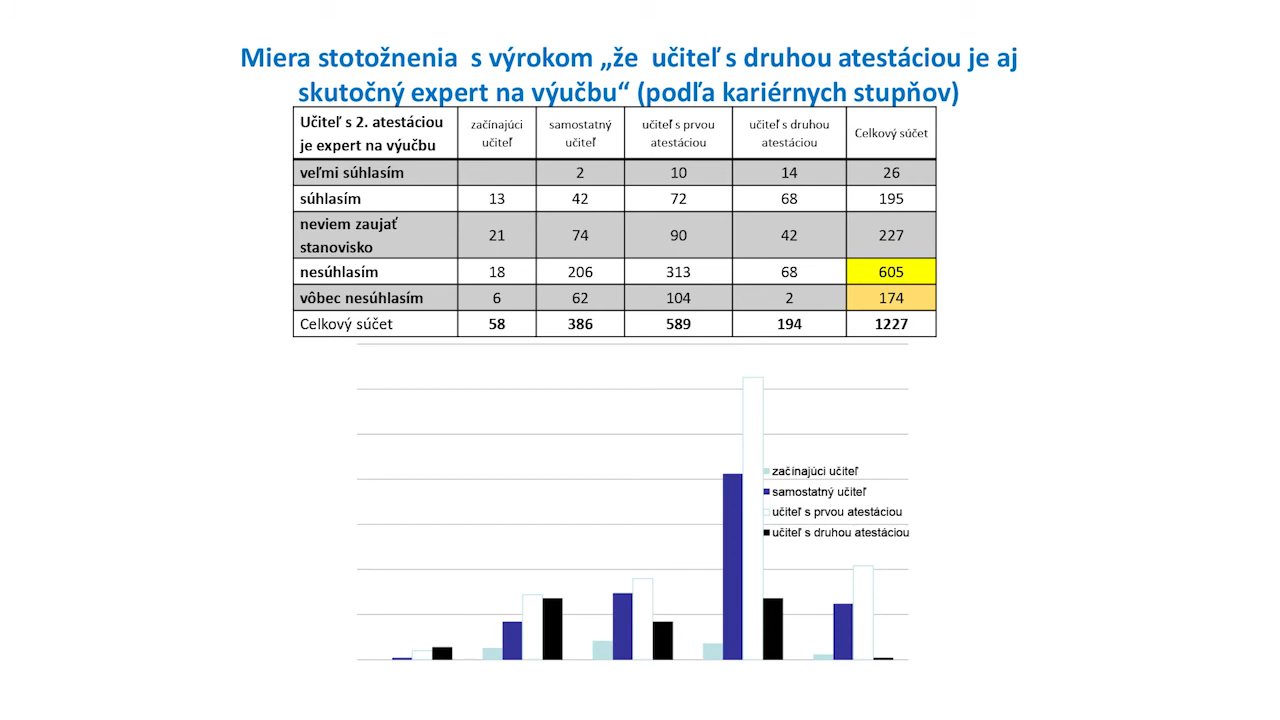 Miera stotožnenia  s výrokom „že  učiteľ s druhou atestáciou je aj
skutočný expert na výučbu“ (podľa kariérnych stupňov)
Učiteľ s 2. atestáciou je expert na výučbu | začínajúci učiteľ | samostatný učiteľ | učiteľ s prvou atestáciou | učiteľ s druhou atestáciou | Celkový súčet
veľmi súhlasím | | 2 | 10 | 14 | 26
súhlasím | 13 | 42 | 72 | 68 | 195
neviem zaujať stanovisko | 21 | 74 | 90 | 42 | 227
nesúhlasím | 18 | 206 | 313 | 68 | 605
vôbec nesúhlasím | 6 | 62 | 104 | 2 | 174
Celkový súčet | 58 | 386 | 589 | 194 | 1227
začínajúci učiteľ
samostatný učiteľ
učiteľ s prvou atestáciou
učiteľ s druhou atestáciou